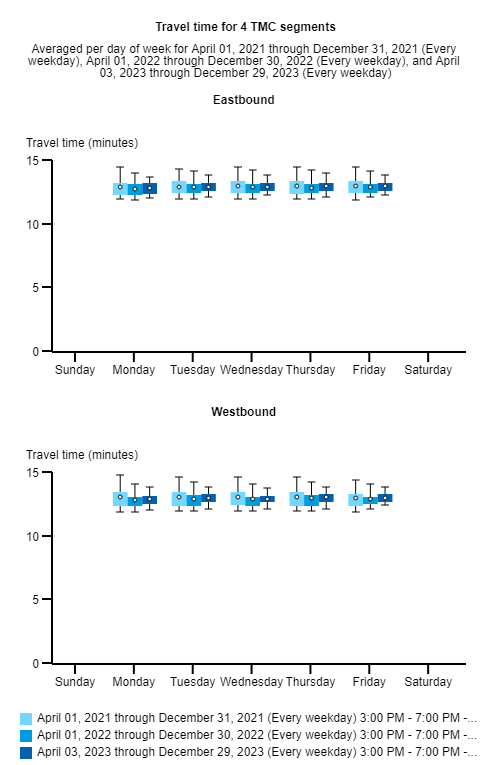 Travel time for 4 TMC segments
Averaged per day of week for April 01, 2021 through December 31, 2021 (Every
weekday), April 01, 2022 through December 30, 2022 (Every weekday), and April
03, 2023 through December 29, 2023 (Every weekday)
Eastbound
Travel time (minutes)
15
10
5
0
Sunday Monday Tuesday Wednesday Thursday Friday Saturday
Westbound
Travel time (minutes)
15
10
5
0
Sunday Monday Tuesday Wednesday Thursday Friday Saturday
April 01, 2021 through December 31, 2021 (Every weekday) 3:00 PM - 7:00 PM -...
April 01, 2022 through December 30, 2022 (Every weekday) 3:00 PM - 7:00 PM -...
April 03, 2023 through December 29, 2023 (Every weekday) 3:00 PM - 7:00 PM -...